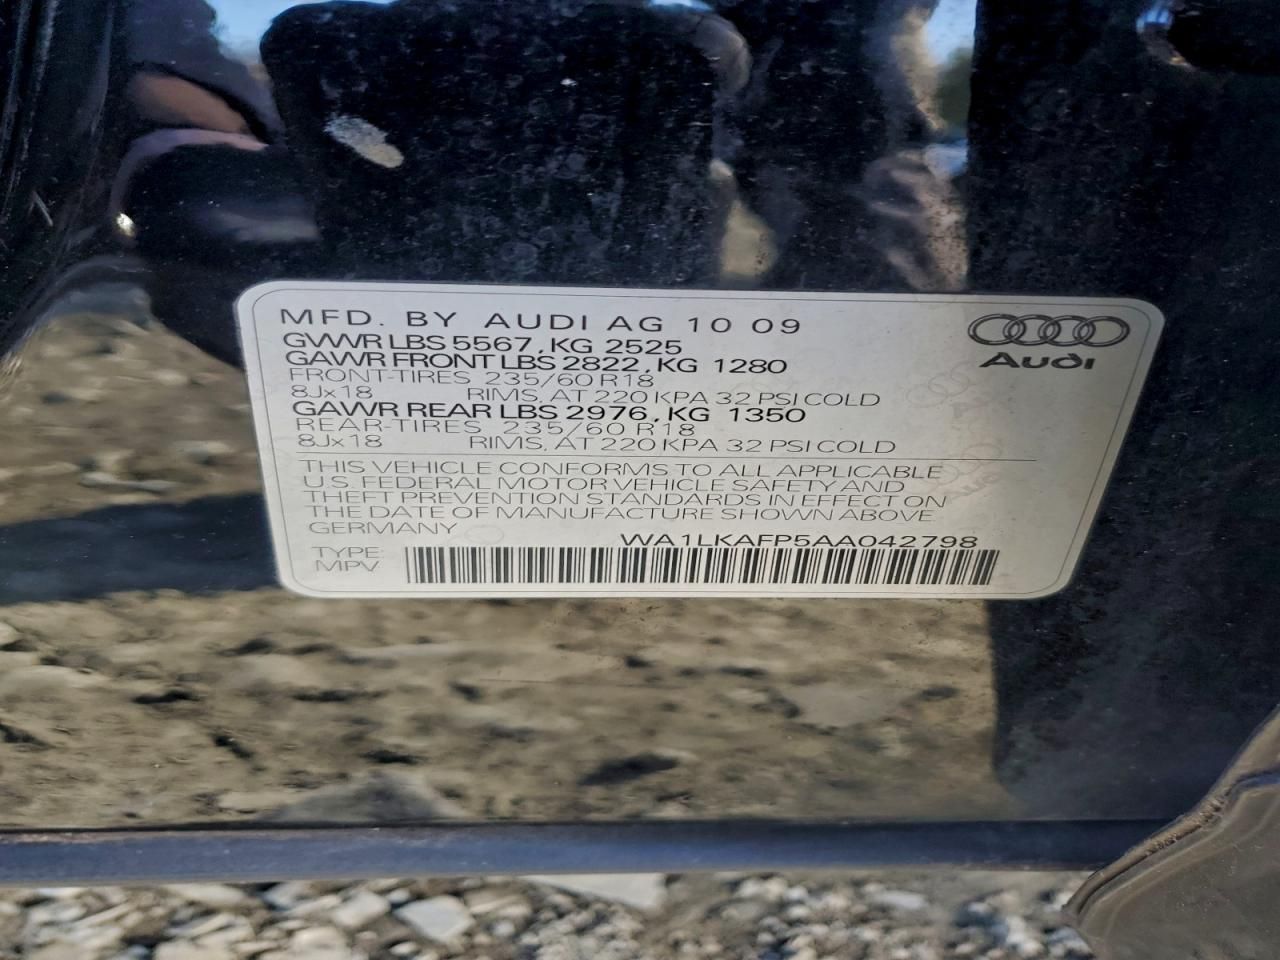 MFD. BY AUDI AG 10 09
GVWR LBS 5567, KG 2525
GAWR FRONT LBS 2822, KG 1280
FRONT-TIRES 235/60 R18
8Jx18 RIMS, AT 220 KPA 32 PSI COLD
GAWR REAR LBS 2976, KG 1350
REAR-TIRES 235/60 R18
8Jx18 RIMS, AT 220 KPA 32 PSI COLD
Audi
THIS VEHICLE CONFORMS TO ALL APPLICABLE
U.S. FEDERAL MOTOR VEHICLE SAFETY AND
THEFT PREVENTION STANDARDS IN EFFECT ON
THE DATE OF MANUFACTURE SHOWN ABOVE.
GERMANY
WA1LKAFP5AA042798
TYPE:
MPV